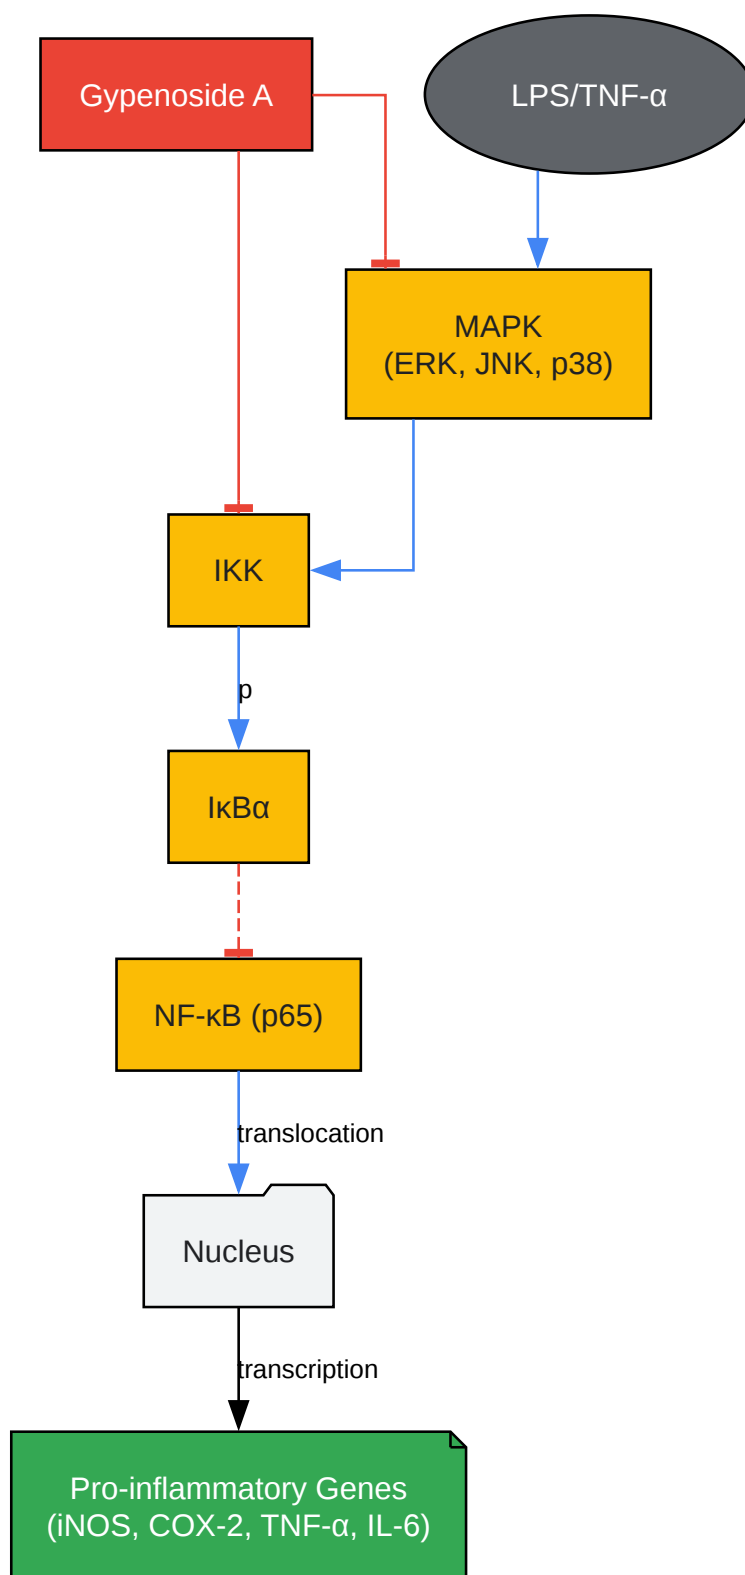 Gypenoside A
LPS/TNF-α
MAPK
(ERK, JNK, p38)
IKK
p
IκBα
NF-κB (p65)
translocation
Nucleus
transcription
Pro-inflammatory Genes
(iNOS, COX-2, TNF-α, IL-6)